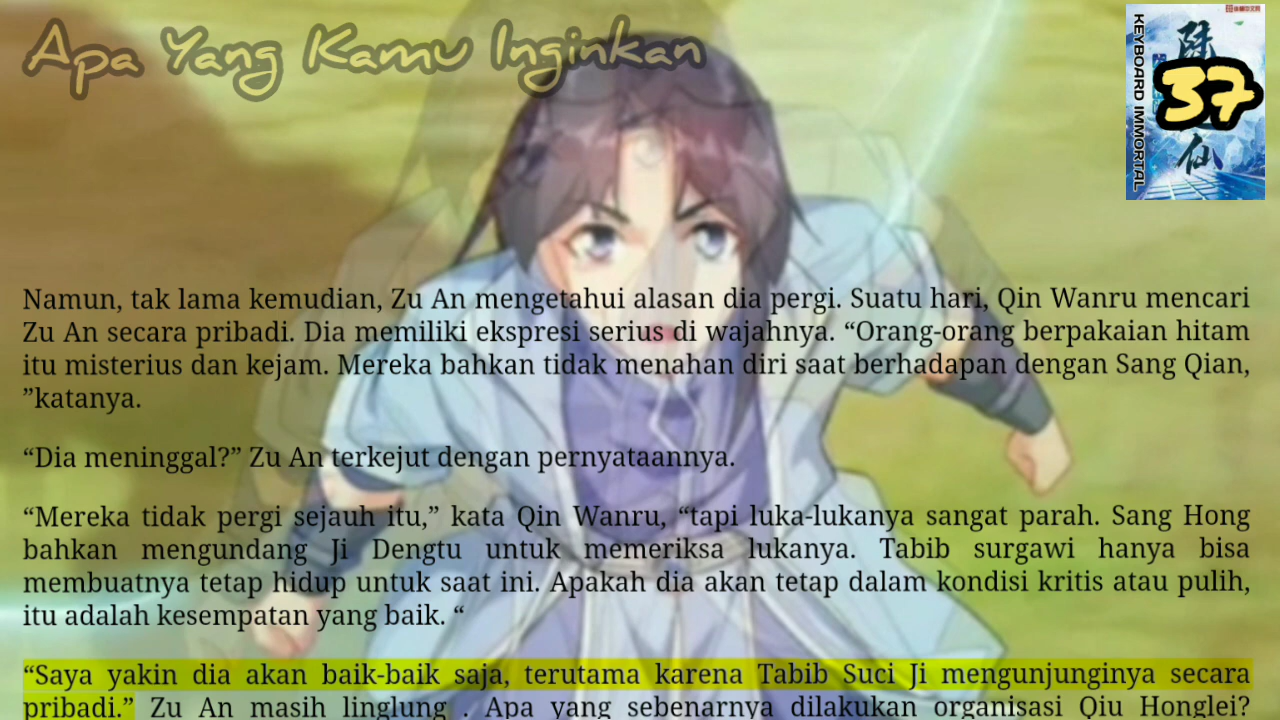 Apa Yang Kamu Inginkan
KEYBOARD IMMORTAL
37
仙
Namun, tak lama kemudian, Zu An mengetahui alasan dia pergi. Suatu hari, Qin Wanru mencari
Zu An secara pribadi. Dia memiliki ekspresi serius di wajahnya. “Orang-orang berpakaian hitam
itu misterius dan kejam. Mereka bahkan tidak menahan diri saat berhadapan dengan Sang Qian,
”katanya.
“Dia meninggal?” Zu An terkejut dengan pernyataannya.
“Mereka tidak pergi sejauh itu,” kata Qin Wanru, “tapi luka-lukanya sangat parah. Sang Hong
bahkan mengundang Ji Dengtu untuk memeriksa lukanya. Tabib surgawi hanya bisa
membuatnya tetap hidup untuk saat ini. Apakah dia akan tetap dalam kondisi kritis atau pulih,
itu adalah kesempatan yang baik. “
“Saya yakin dia akan baik-baik saja, terutama karena Tabib Suci Ji mengunjunginya secara
pribadi.” Zu An masih linglung . Apa yang sebenarnya dilakukan organisasi Qiu Honglei?